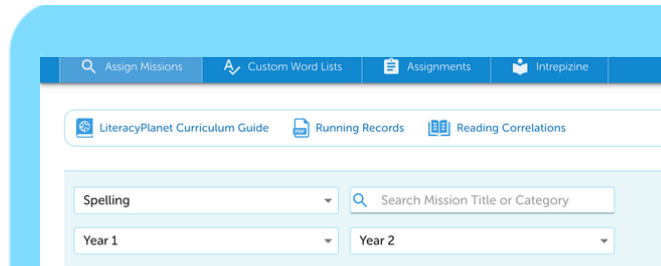 Assign Missions Custom Word Lists Assignments Intrepizine
LiteracyPlanet Curriculum Guide Running Records Reading Correlations
Spelling Search Mission Title or Category
Year 1 Year 2